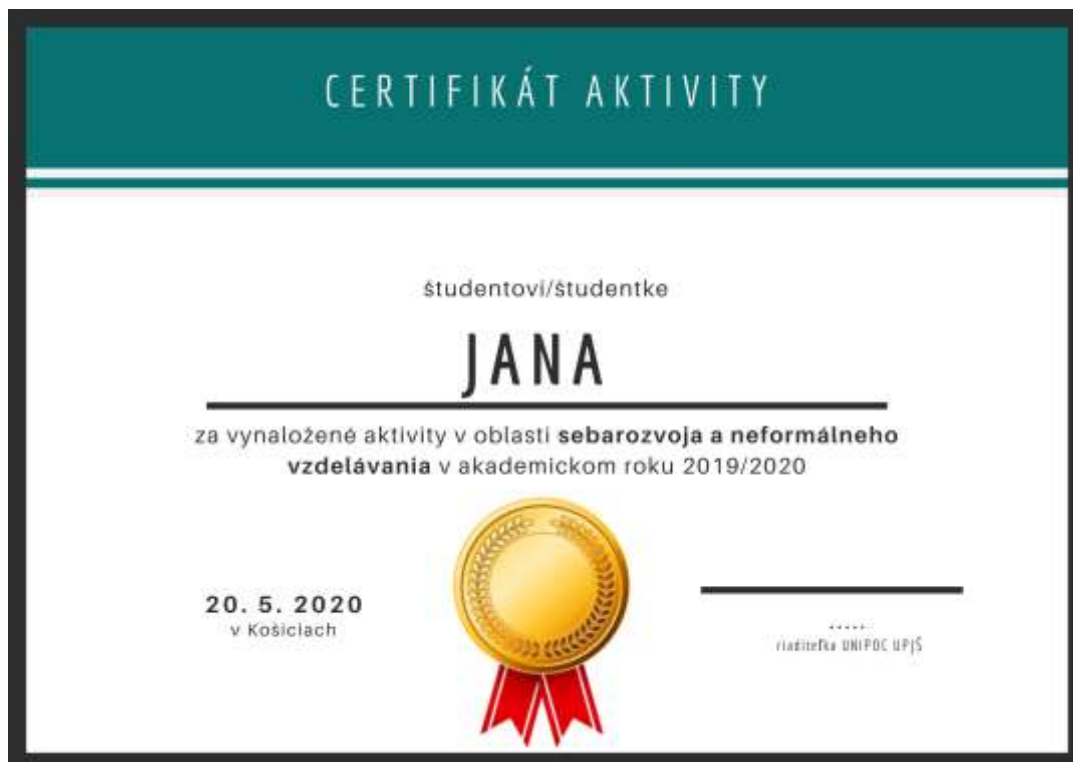 CERTIFIKÁT AKTIVITY
študentovi/študentke
JANA
za vynaložené aktivity v oblasti sebarozvoja a neformálneho
vzdelávania v akademickom roku 2019/2020
20. 5. 2020
v Košiciach
.....
riaditeľka UNIPOC UPJŠ